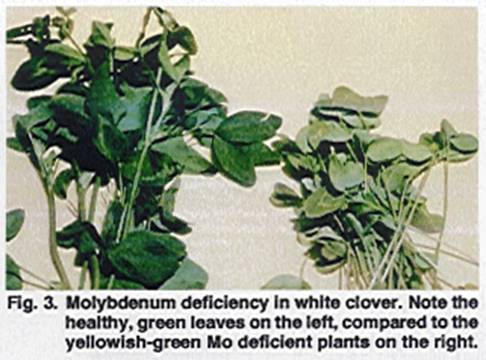 Fig. 3. Molybdenum deficiency in white clover. Note the
healthy, green leaves on the left, compared to the
yellowish-green Mo deficient plants on the right.